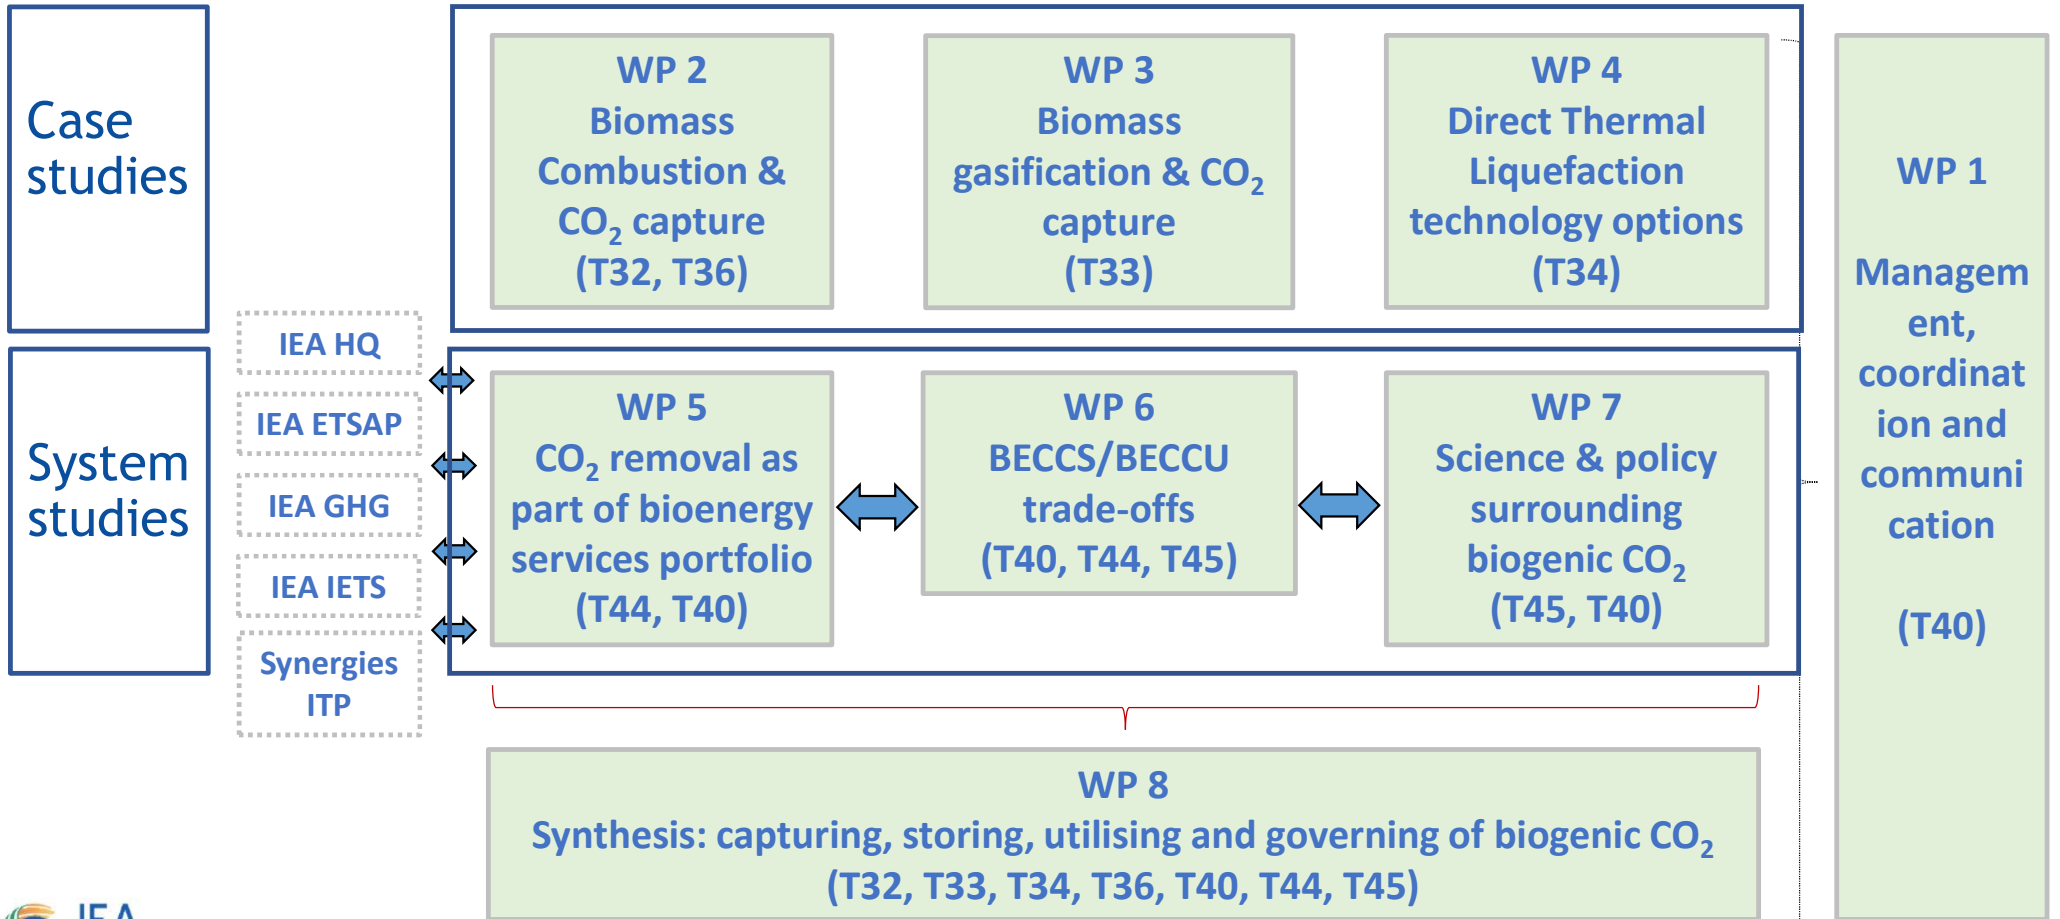 Case
studies
WP 2
Biomass
Combustion &
CO₂ capture
(T32, T36)
WP 3
Biomass
gasification & CO₂
capture
(T33)
WP 4
Direct Thermal
Liquefaction
technology options
(T34)
WP 1
Managem
ent,
coordinat
ion and
communi
cation
(T40)
System
studies
IEA HQ
IEA ETSAP
IEA GHG
IEA IETS
Synergies
ITP
WP 5
CO₂ removal as
part of bioenergy
services portfolio
(T44, T40)
WP 6
BECCS/BECCU
trade-offs
(T40, T44, T45)
WP 7
Science & policy
surrounding
biogenic CO₂
(T45, T40)
WP 8
Synthesis: capturing, storing, utilising and governing of biogenic CO₂
(T32, T33, T34, T36, T40, T44, T45)
IEA